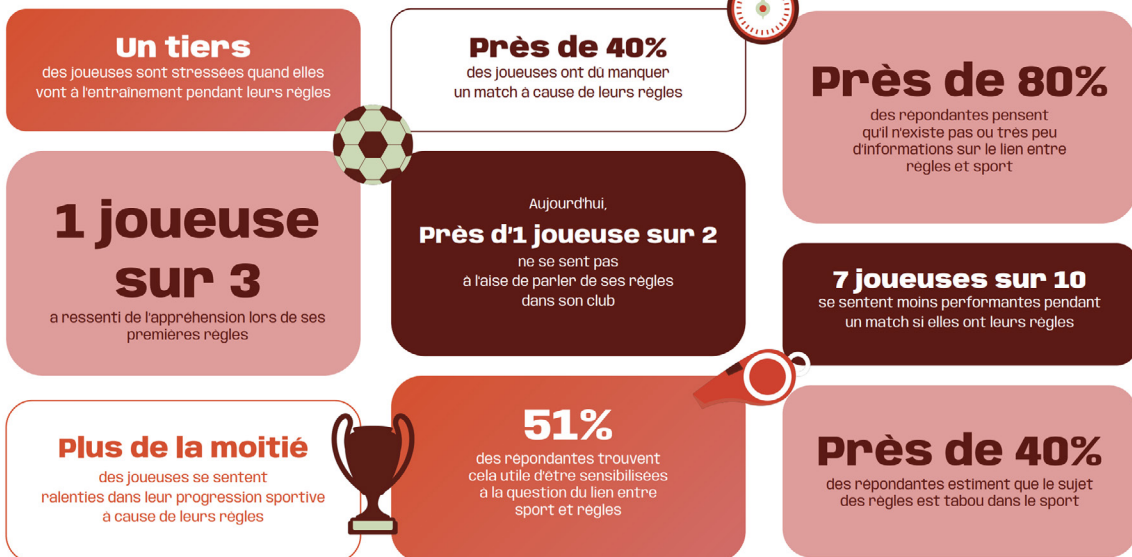 Un tiers
des joueuses sont stressées quand elles
vont à l'entraînement pendant leurs règles
Près de 40%
des joueuses ont dû manquer
un match à cause de leurs règles
Près de 80%
des répondantes pensent
qu'il n'existe pas ou très peu
d'informations sur le lien entre
règles et sport
1 joueuse
sur 3
a ressenti de l'appréhension lors de ses
premières règles
Aujourd'hui,
Près d'1 joueuse sur 2
ne se sent pas
à l'aise de parler de ses règles
dans son club
7 joueuses sur 10
se sentent moins performantes pendant
un match si elles ont leurs règles
Plus de la moitié
des joueuses se sentent
ralenties dans leur progression sportive
à cause de leurs règles
51%
des répondantes trouvent
cela utile d'être sensibilisées
à la question du lien entre
sport et règles
Près de 40%
des répondantes estiment que le sujet
des règles est tabou dans le sport